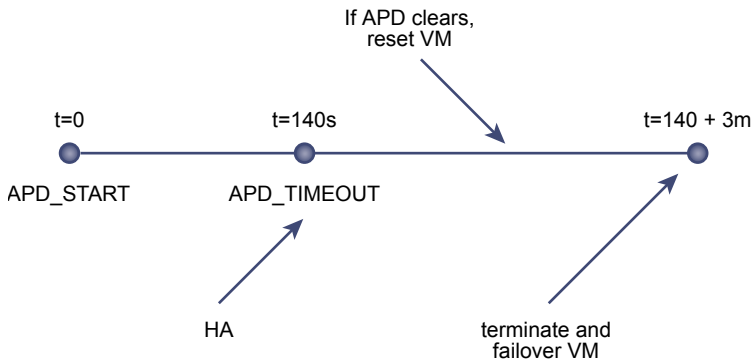 If APD clears,
reset VM
t=0
t=140s
t=140 + 3m
APD_START
APD_TIMEOUT
HA
terminate and
failover VM